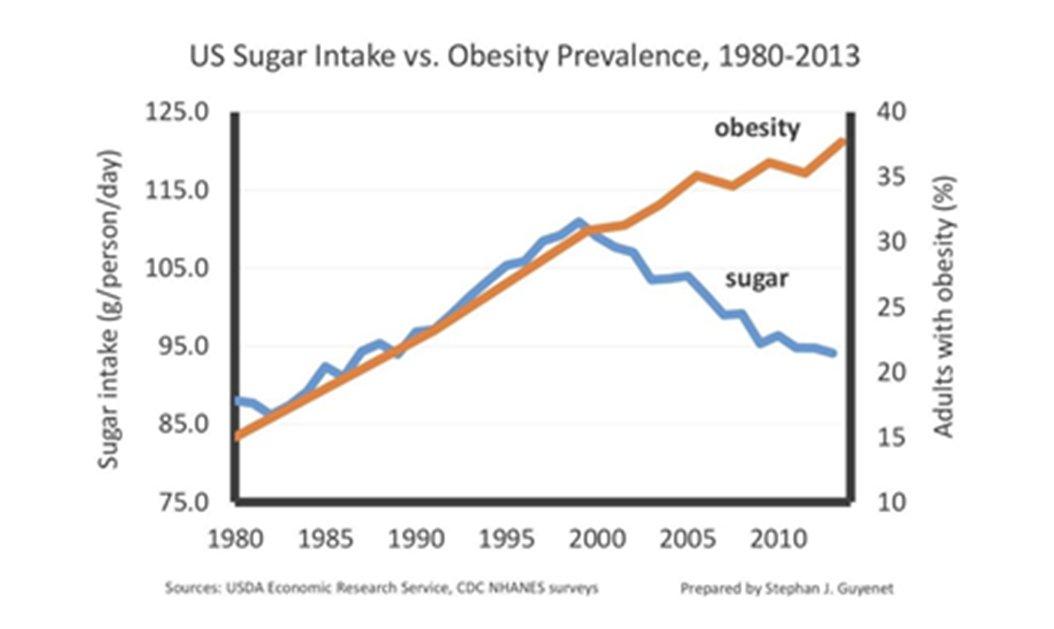 US Sugar Intake vs. Obesity Prevalence, 1980-2013
Sugar intake (g/person/day)
125.0
115.0
105.0
95.0
85.0
75.0
obesity
sugar
40
35
30
25
20
15
10
Adults with obesity (%)
1980 1985 1990 1995 2000 2005 2010
Sources: USDA Economic Research Service, CDC NHANES surveys
Prepared by Stephan J. Guyenet